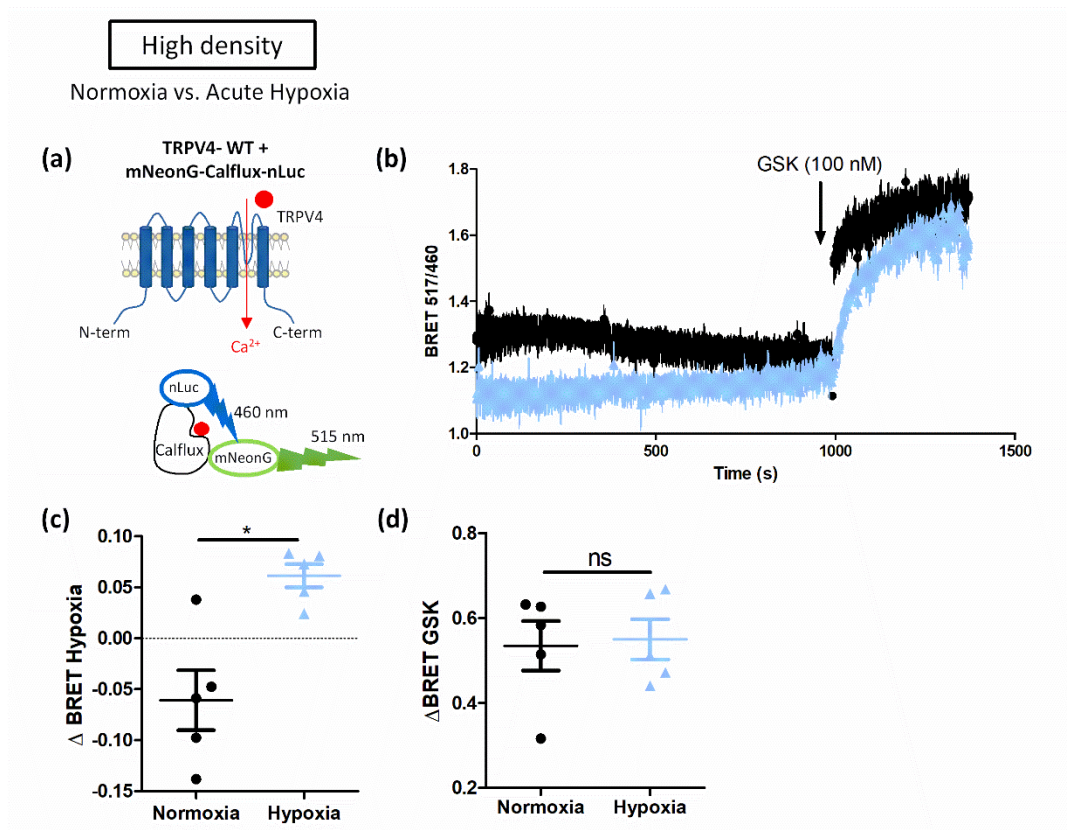 High density
Normoxia vs. Acute Hypoxia
(a)
TRPV4- WT +
mNeonG-Calflux-nLuc
TRPV4
N-term
C-term
Ca²⁺
nLuc
460 nm
Calflux
mNeonG
515 nm
(b)
GSK (100 nM)
BRET 517/460
1.8
1.6
1.4
1.2
1.0
0
500
1000
1500
Time (s)
(c)
*
Δ BRET Hypoxia
0.10
0.05
0.00
-0.05
-0.10
-0.15
Normoxia
Hypoxia
(d)
ns
ΔBRET GSK
0.8
0.6
0.4
0.2
Normoxia
Hypoxia